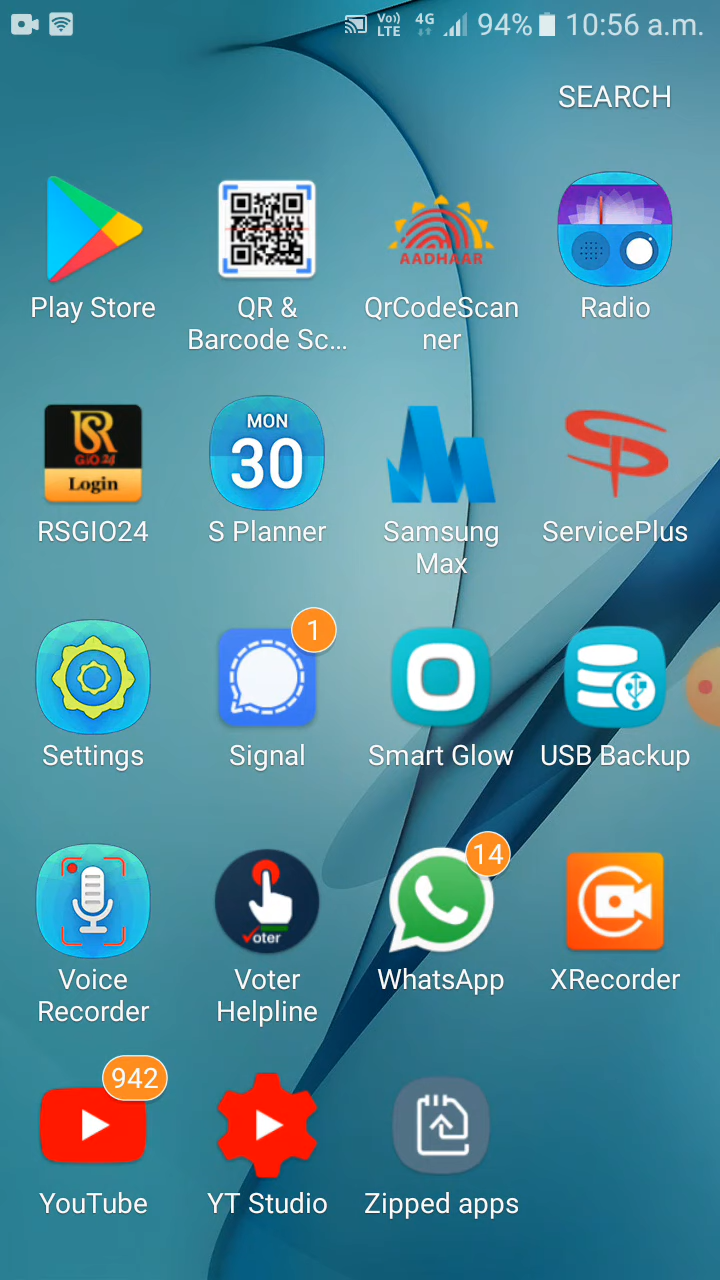 Vo)) LTE 4G 94% 10:56 a.m.
SEARCH
AADHAAR
Play Store
QR &
Barcode Sc...
QrCodeScan
ner
Radio
RSGIO24
GiO 24
Login
MON
30
S Planner
Samsung
Max
ServicePlus
1
Settings
Signal
Smart Glow
USB Backup
14
Voter
Voice
Recorder
Voter
Helpline
WhatsApp
XRecorder
942
YouTube
YT Studio
Zipped apps